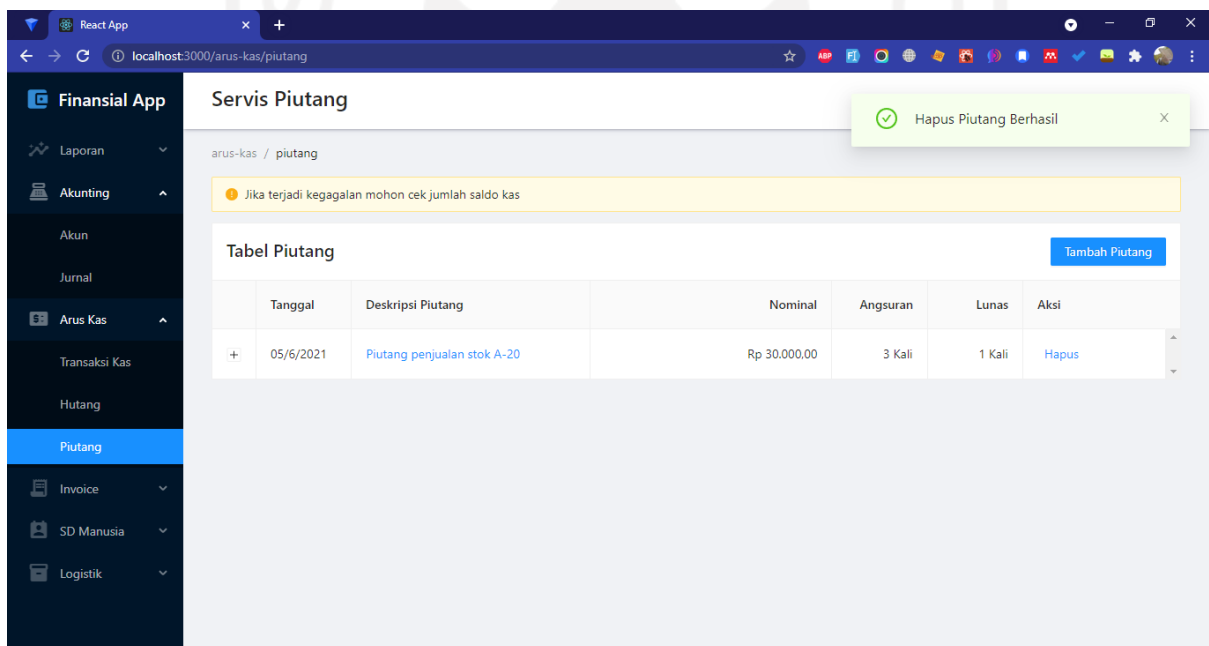 React App
localhost:3000/arus-kas/piutang
Finansial App
Servis Piutang
Hapus Piutang Berhasil
Laporan
arus-kas / piutang
Akunting
Jika terjadi kegagalan mohon cek jumlah saldo kas
Akun
Tabel Piutang
Tambah Piutang
Jurnal
Tanggal Deskripsi Piutang Nominal Angsuran Lunas Aksi
Arus Kas
05/6/2021 Piutang penjualan stok A-20 Rp 30.000,00 3 Kali 1 Kali Hapus
Transaksi Kas
Hutang
Piutang
Invoice
SD Manusia
Logistik